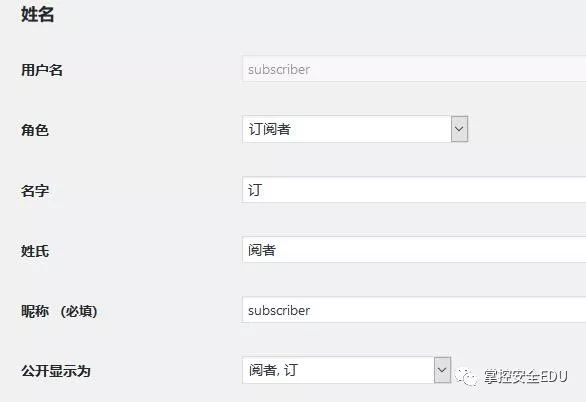 姓名
用户名 subscriber
角色 订阅者
名字 订
姓氏 阅者
昵称 （必填） subscriber
公开显示为 阅者, 订
掌控安全EDU